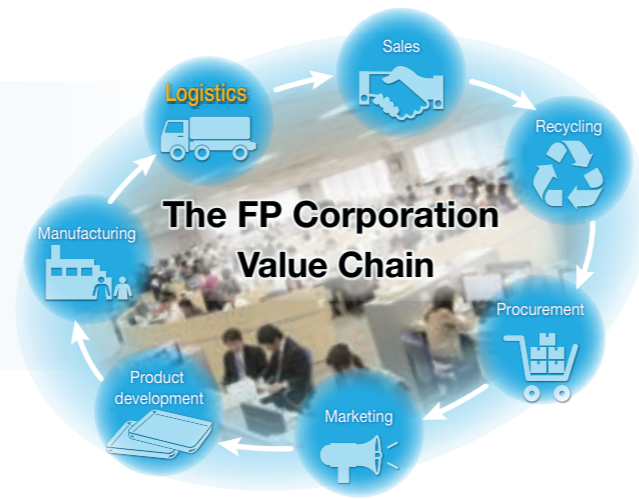 Sales
Logistics
Recycling
The FP Corporation
Value Chain
Manufacturing
Procurement
Product
development
Marketing